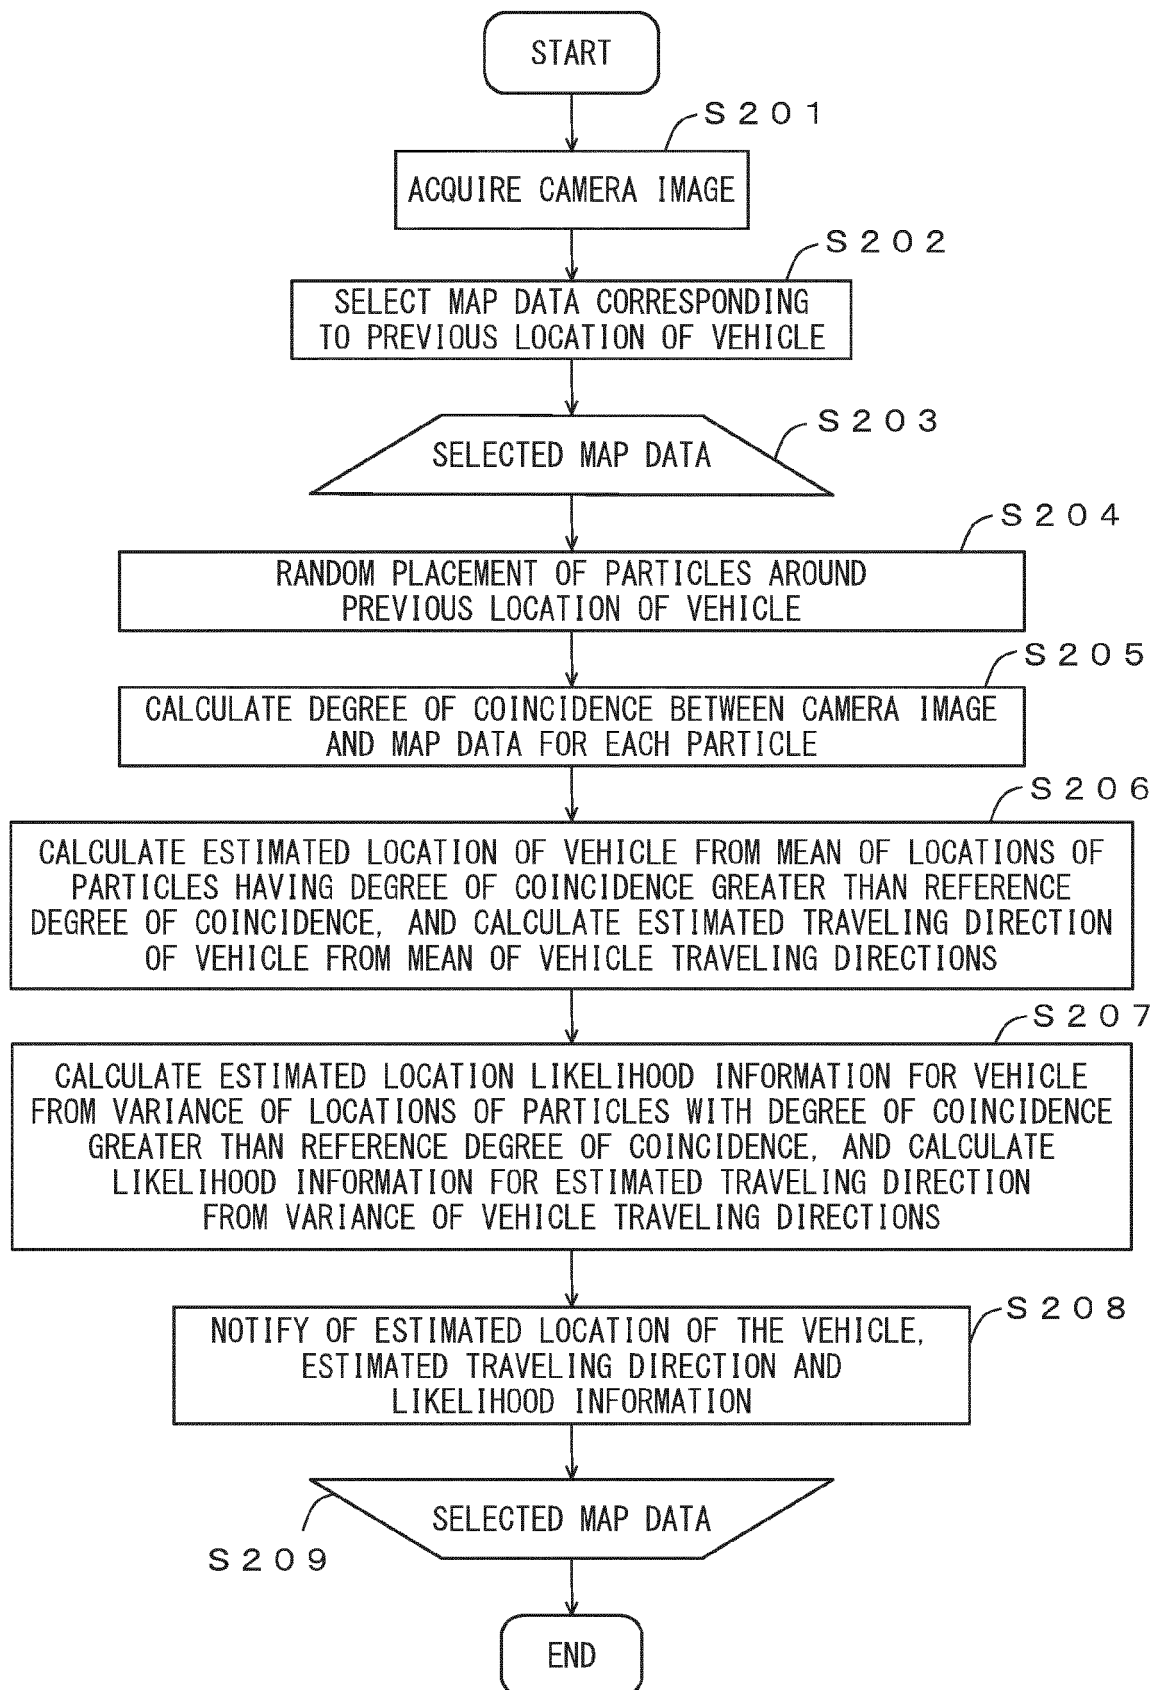 START
S201
ACQUIRE CAMERA IMAGE
S202
SELECT MAP DATA CORRESPONDING
TO PREVIOUS LOCATION OF VEHICLE
S203
SELECTED MAP DATA
S204
RANDOM PLACEMENT OF PARTICLES AROUND
PREVIOUS LOCATION OF VEHICLE
S205
CALCULATE DEGREE OF COINCIDENCE BETWEEN CAMERA IMAGE
AND MAP DATA FOR EACH PARTICLE
S206
CALCULATE ESTIMATED LOCATION OF VEHICLE FROM MEAN OF LOCATIONS OF
PARTICLES HAVING DEGREE OF COINCIDENCE GREATER THAN REFERENCE
DEGREE OF COINCIDENCE, AND CALCULATE ESTIMATED TRAVELING DIRECTION
OF VEHICLE FROM MEAN OF VEHICLE TRAVELING DIRECTIONS
S207
CALCULATE ESTIMATED LOCATION LIKELIHOOD INFORMATION FOR VEHICLE
FROM VARIANCE OF LOCATIONS OF PARTICLES WITH DEGREE OF COINCIDENCE
GREATER THAN REFERENCE DEGREE OF COINCIDENCE, AND CALCULATE
LIKELIHOOD INFORMATION FOR ESTIMATED TRAVELING DIRECTION
FROM VARIANCE OF VEHICLE TRAVELING DIRECTIONS
S208
NOTIFY OF ESTIMATED LOCATION OF THE VEHICLE,
ESTIMATED TRAVELING DIRECTION AND
LIKELIHOOD INFORMATION
SELECTED MAP DATA
S209
END